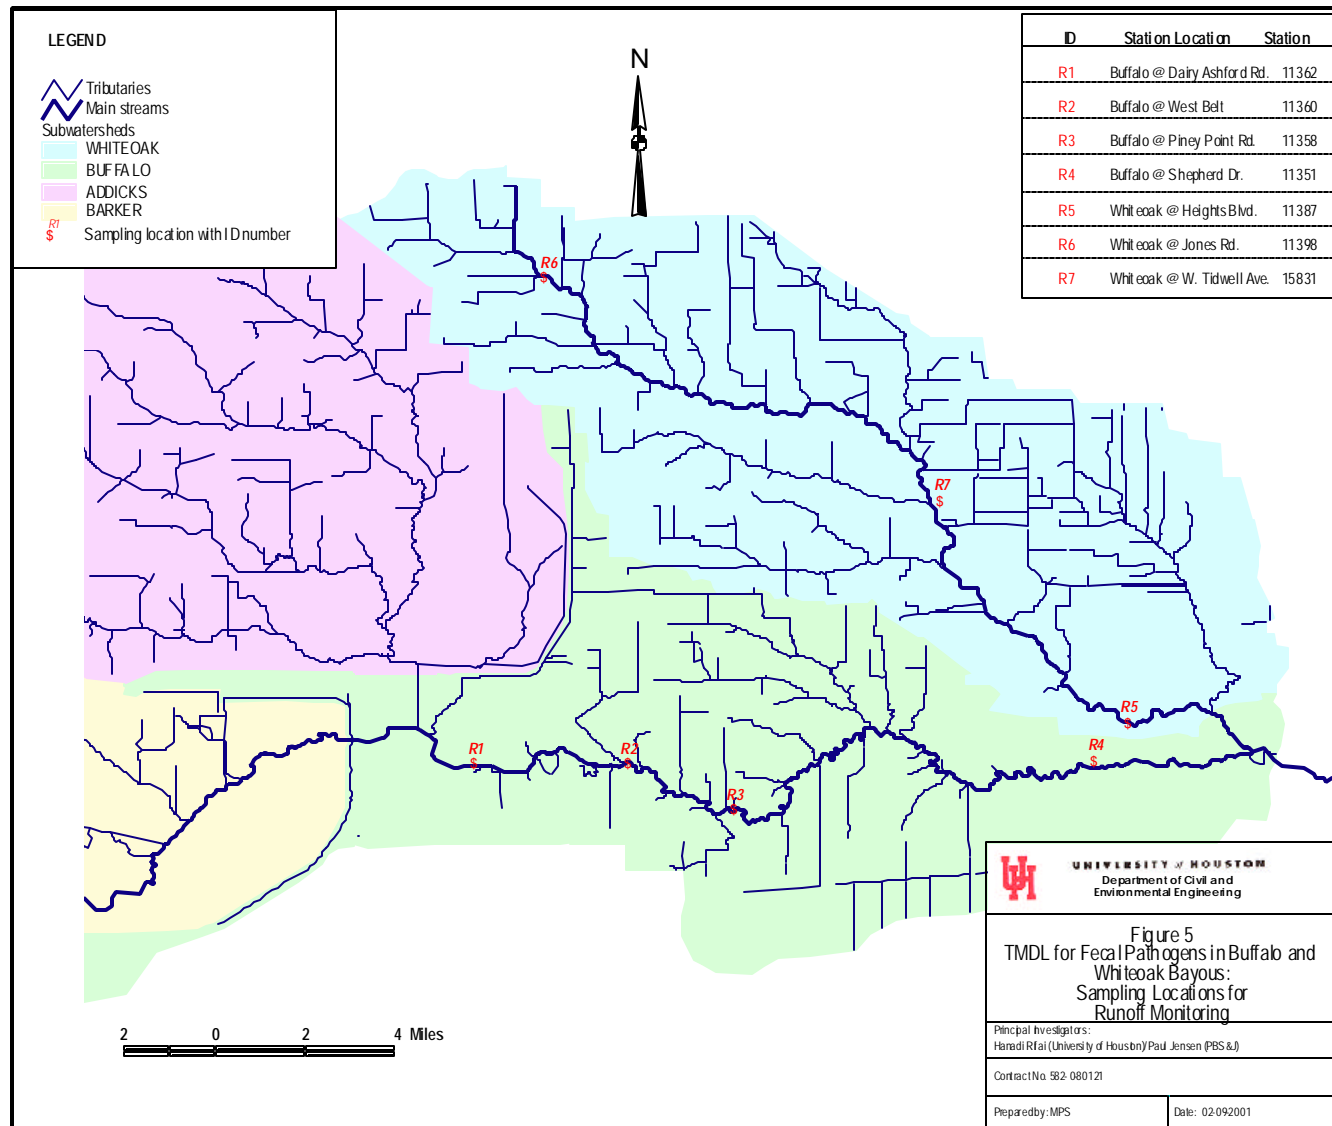 LEGEND
Tributaries
Main streams
Subwatersheds
WHITEOAK
BUFFALO
ADDICKS
BARKER
R1
$ Sampling location with ID number
N
ID Station Location Station
R1 Buffalo @ Dairy Ashford Rd. 11362
R2 Buffalo @ West Belt 11360
R3 Buffalo @ Piney Point Rd. 11358
R4 Buffalo @ Shepherd Dr. 11351
R5 Whiteoak @ Heights Blvd. 11387
R6 Whiteoak @ Jones Rd. 11398
R7 Whiteoak @ W. Tidwell Ave. 15831
R6
$
R7
$
R5
$
R1
$
R2
$
R4
$
R3
$
2 0 2 4 Miles
UH
UNIVERSITY of HOUSTON
Department of Civil and
Environmental Engineering
Figure 5
TMDL for Fecal Pathogens in Buffalo and
Whiteoak Bayous:
Sampling Locations for
Runoff Monitoring
Principal Investigators:
Hanadi Rifai (University of Houston)/Paul Jensen (PBS&J)
Contract No. 582-0-80121
Prepared by: MPS
Date: 02-09-2001